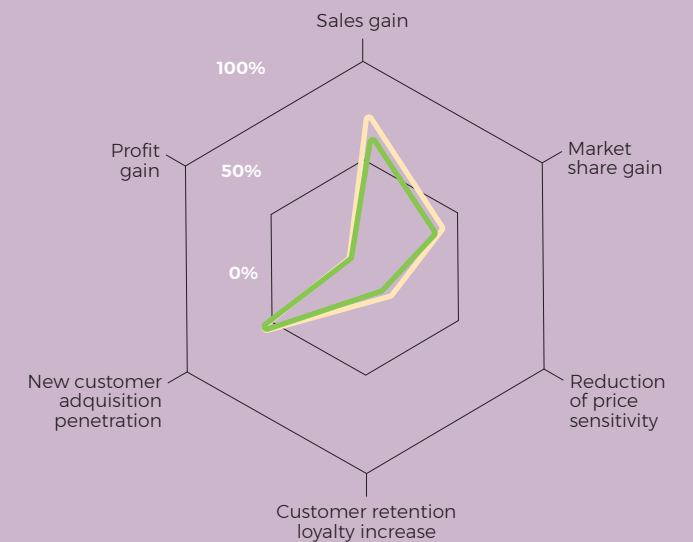 Sales gain
100%
Profit
gain
Market
share gain
50%
0%
New customer
adquisition
penetration
Reduction
of price
sensitivity
Customer retention
loyalty increase